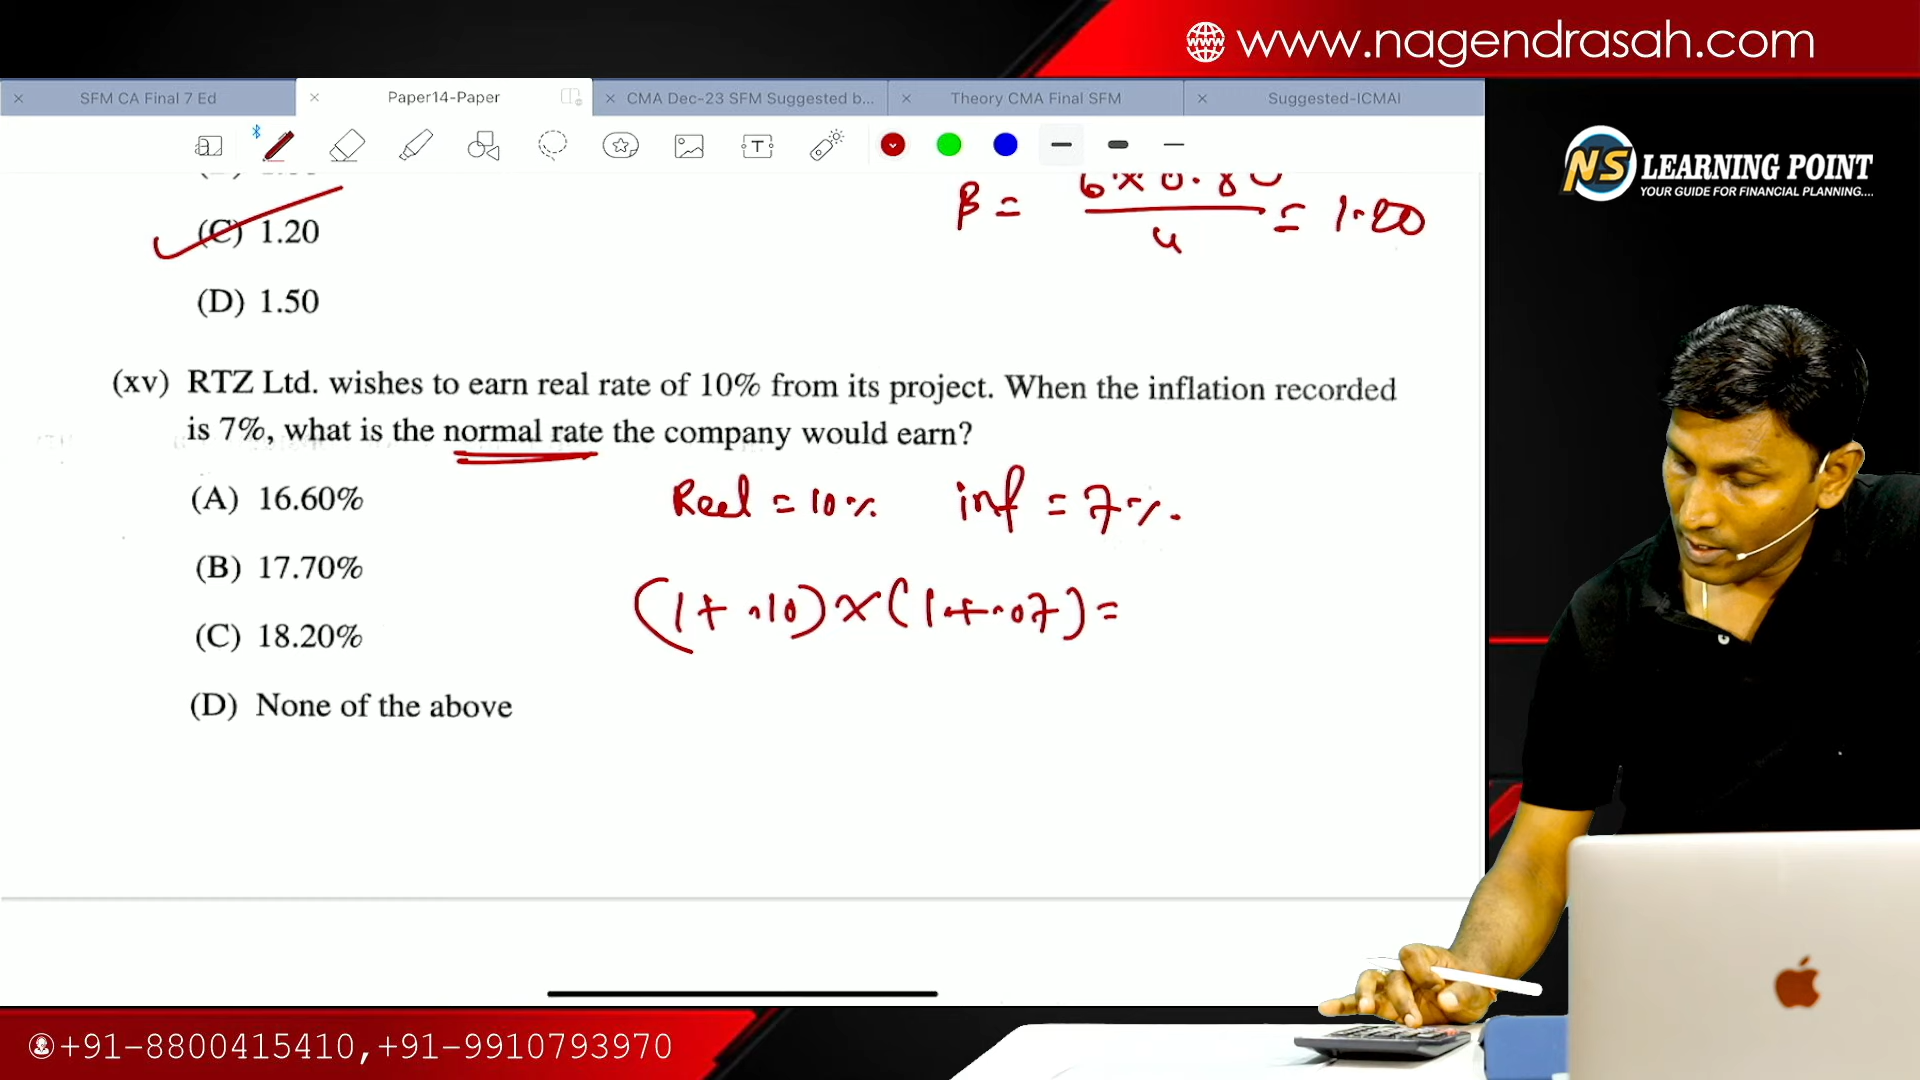 www.nagendrasah.com
SFM CA Final 7 Ed
Paper14-Paper
CMA Dec-23 SFM Suggested b...
Theory CMA Final SFM
Suggested-ICMAI
NS LEARNING POINT
YOUR GUIDE FOR FINANCIAL PLANNING....
β = 6 × 0.80 / 4 = 1.20
(C) 1.20
(D) 1.50
(xv) RTZ Ltd. wishes to earn real rate of 10% from its project. When the inflation recorded
is 7%, what is the normal rate the company would earn?
(A) 16.60%
Real = 10% inf = 7%.
(B) 17.70%
(1+ .10) × (1+.07) =
(C) 18.20%
(D) None of the above
+91-8800415410,+91-9910793970